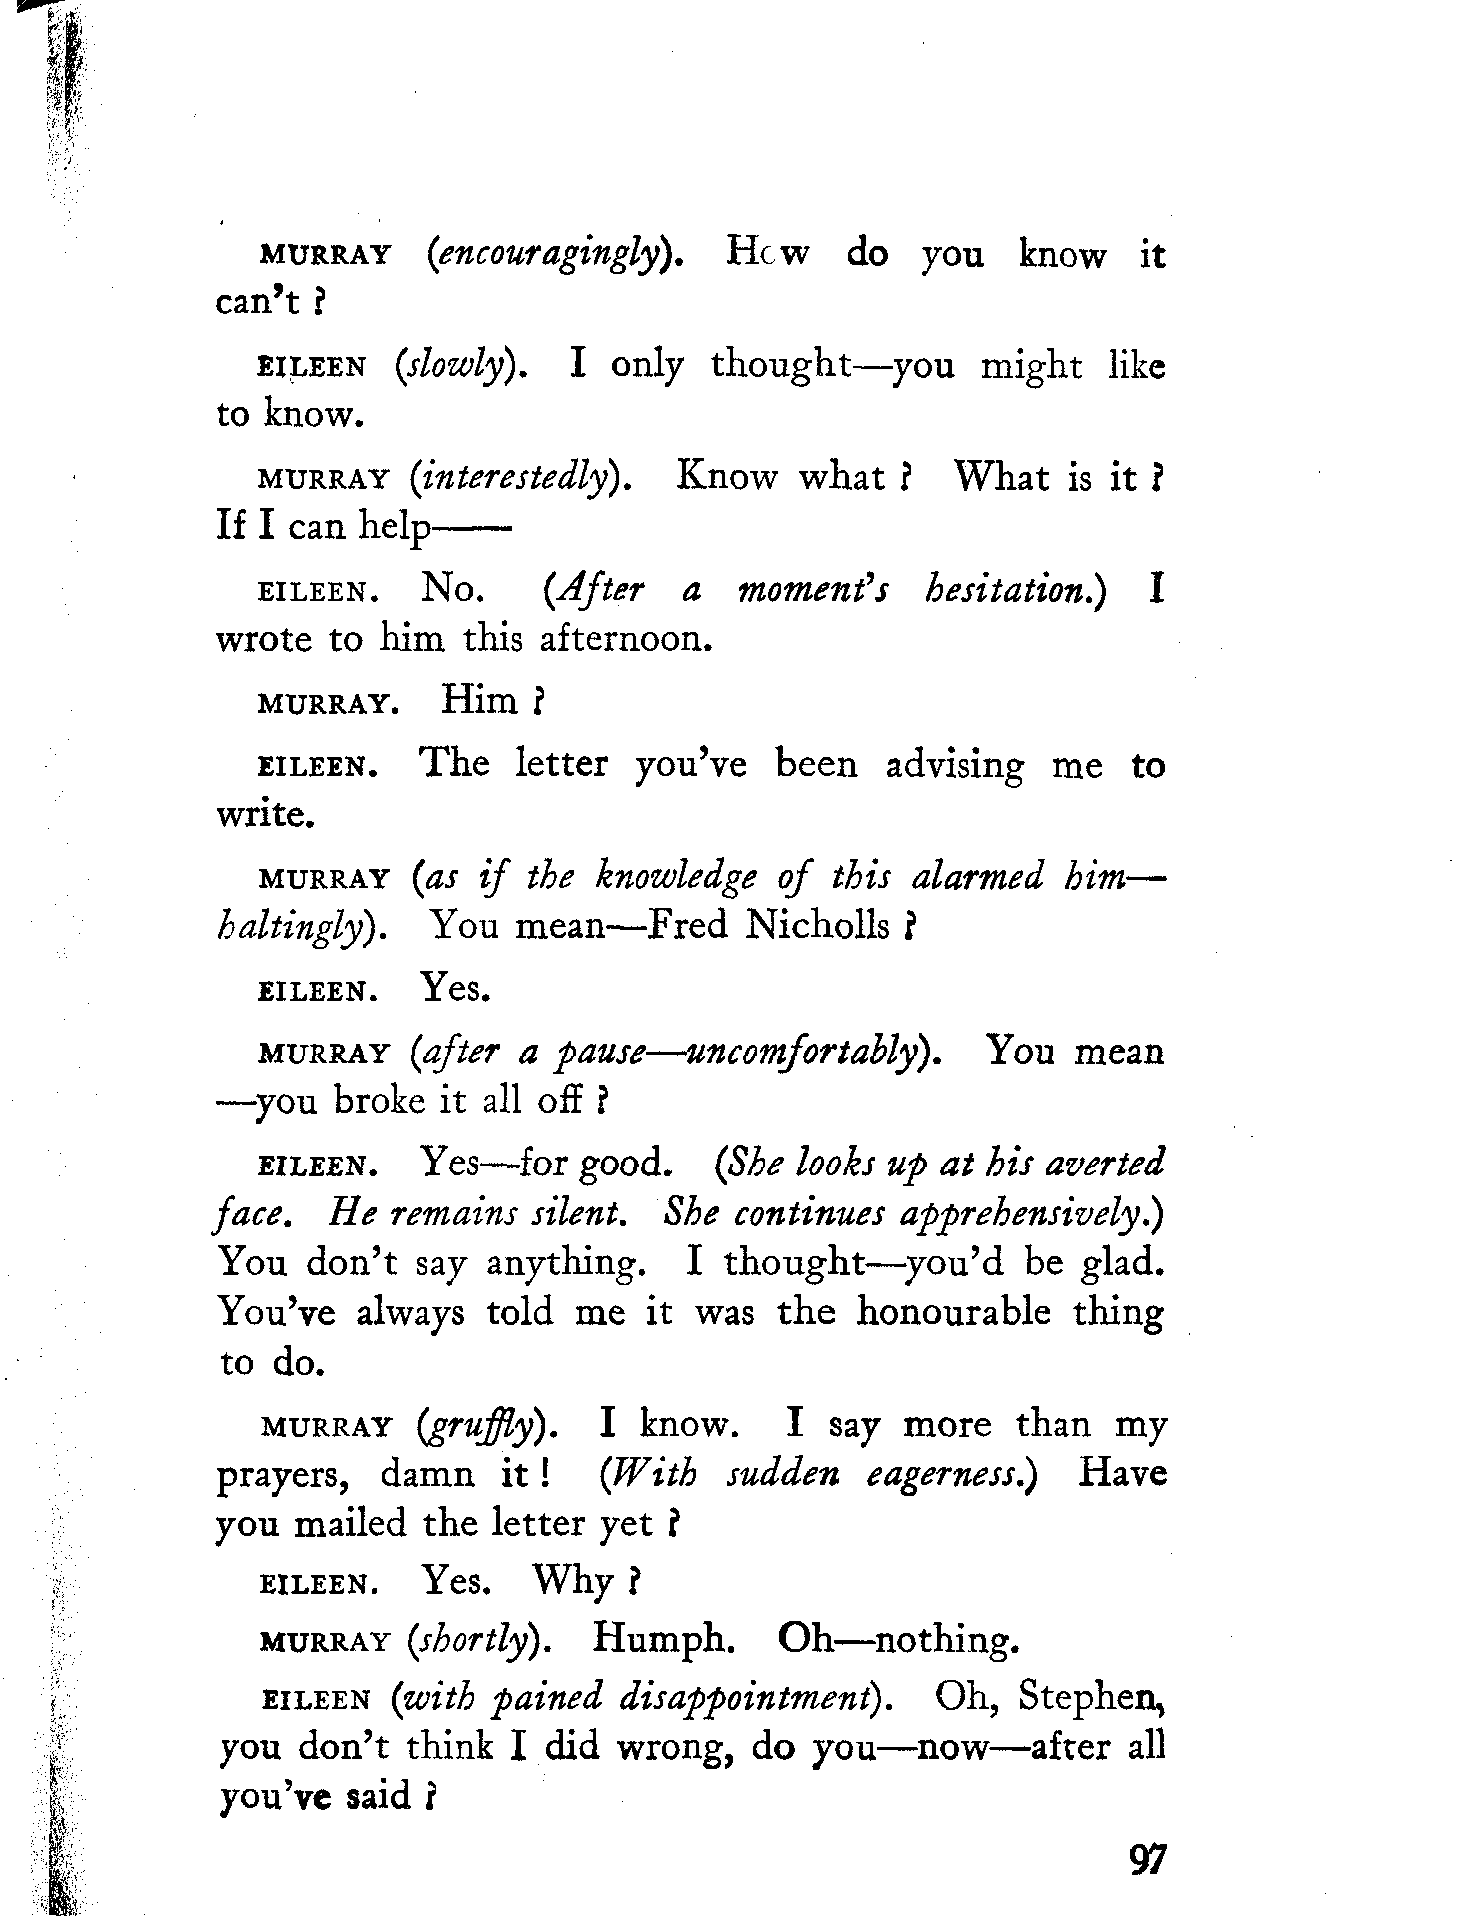 MURRAY (encouragingly). How do you know it
can't ?
EILEEN (slowly). I only thought—you might like
to know.
MURRAY (interestedly). Know what ? What is it ?
If I can help——
EILEEN. No. (After a moment's hesitation.) I
wrote to him this afternoon.
MURRAY. Him ?
EILEEN. The letter you've been advising me to
write.
MURRAY (as if the knowledge of this alarmed him—
haltingly). You mean—Fred Nicholls ?
EILEEN. Yes.
MURRAY (after a pause—uncomfortably). You mean
—you broke it all off ?
EILEEN. Yes—for good. (She looks up at his averted
face. He remains silent. She continues apprehensively.)
You don't say anything. I thought—you'd be glad.
You've always told me it was the honourable thing
to do.
MURRAY (gruffly). I know. I say more than my
prayers, damn it ! (With sudden eagerness.) Have
you mailed the letter yet ?
EILEEN. Yes. Why ?
MURRAY (shortly). Humph. Oh—nothing.
EILEEN (with pained disappointment). Oh, Stephen,
you don't think I did wrong, do you—now—after all
you've said ?
97